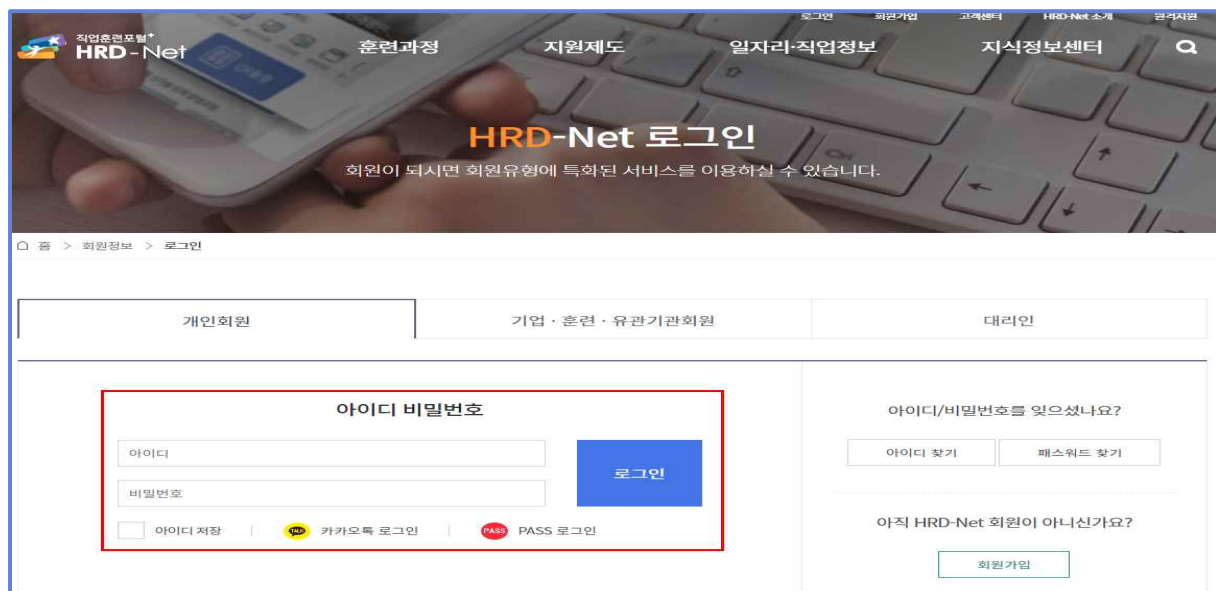 로그인 회원가입 고객센터 HRD-Net 소개 원격지원
직업훈련포털+
HRD-Net
훈련과정 지원제도 일자리·직업정보 지식정보센터
HRD-Net 로그인
회원이 되시면 회원유형에 특화된 서비스를 이용하실 수 있습니다.
홈 > 회원정보 > 로그인
개인회원 기업·훈련·유관기관회원 대리인
아이디 비밀번호
아이디
비밀번호
로그인
아이디 저장 TALK 카카오톡 로그인 PASS PASS 로그인
아이디/비밀번호를 잊으셨나요?
아이디 찾기 패스워드 찾기
아직 HRD-Net 회원이 아니신가요?
회원가입